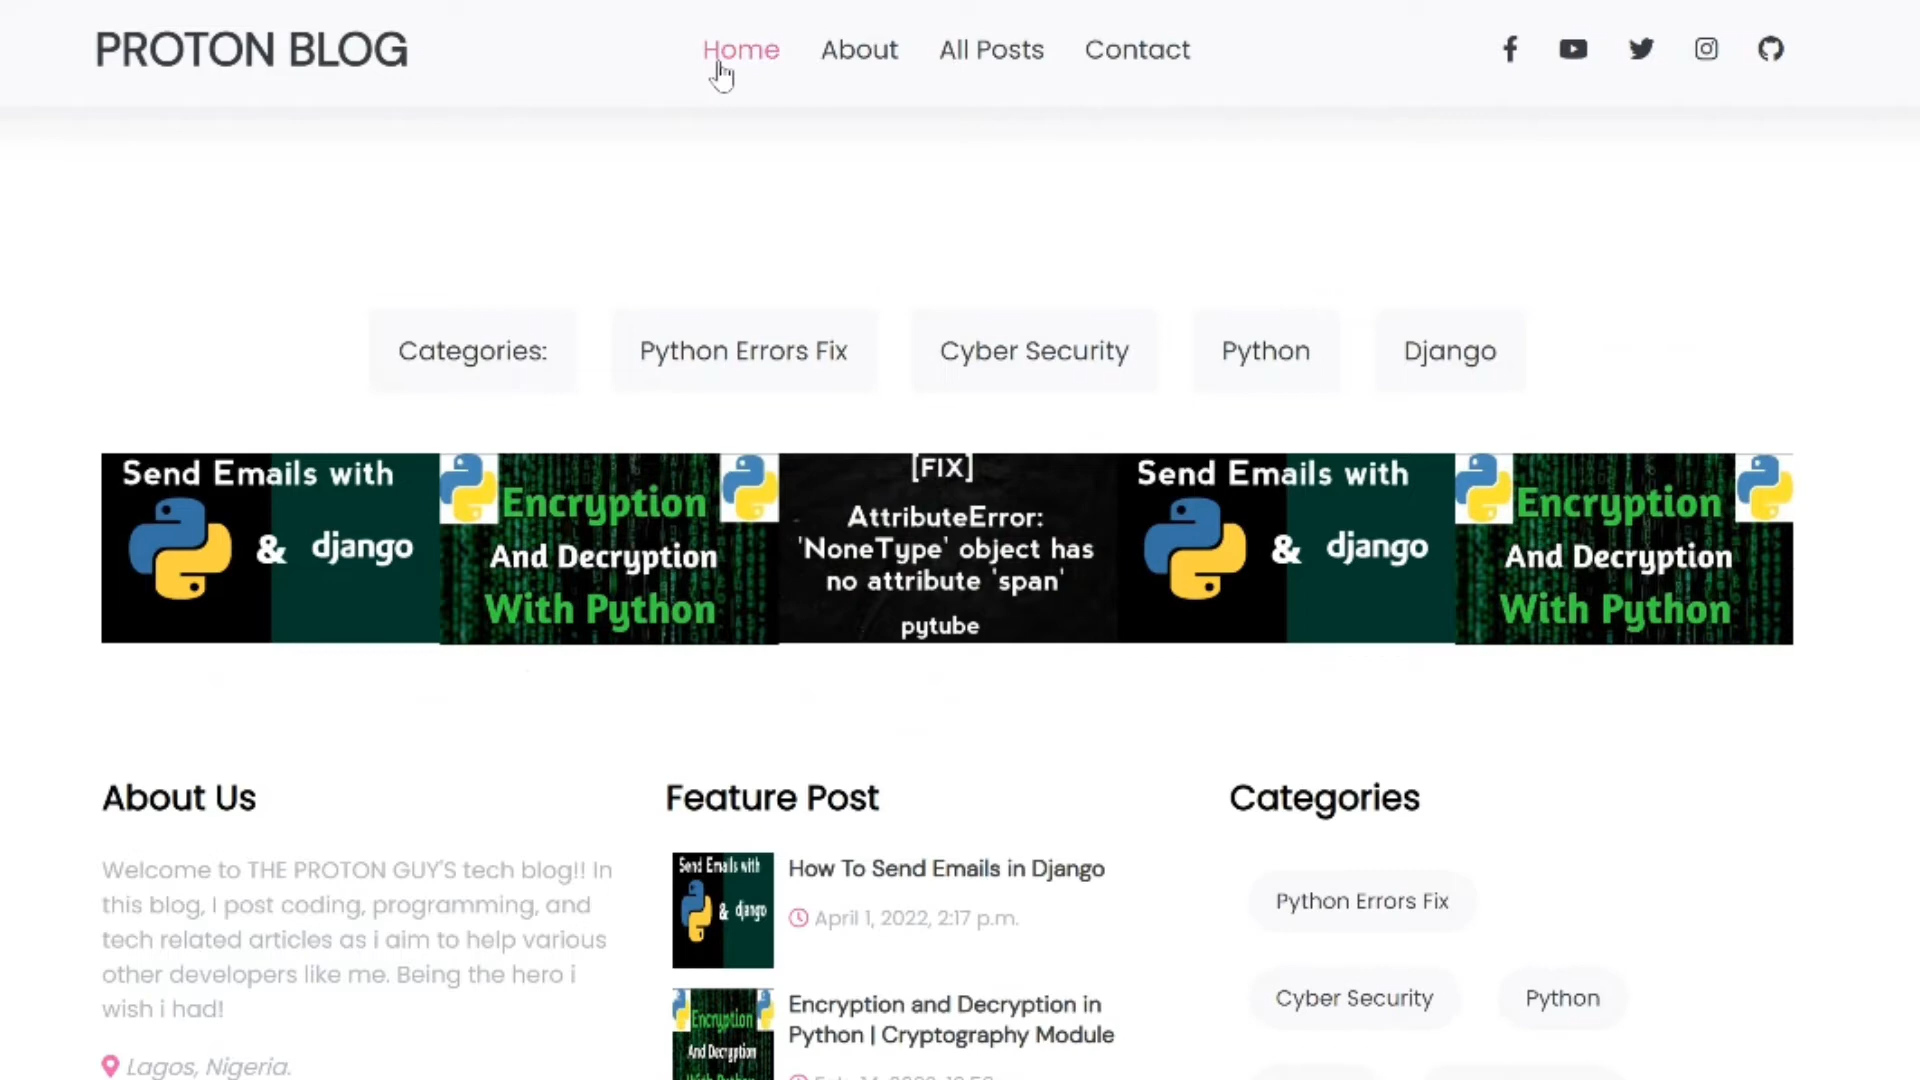 PROTON BLOG
Home About All Posts Contact
Categories: Python Errors Fix Cyber Security Python Django
Send Emails with
& django
Encryption
And Decryption
With Python
[FIX]
AttributeError:
'NoneType' object has
no attribute 'span'
pytube
Send Emails with
& django
Encryption
And Decryption
With Python
About Us
Welcome to THE PROTON GUY'S tech blog!! In
this blog, I post coding, programming, and
tech related articles as i aim to help various
other developers like me. Being the hero i
wish i had!
Lagos, Nigeria.
Feature Post
Send Emails with
& django
How To Send Emails in Django
April 1, 2022, 2:17 p.m.
Encryption
And Decryption
With Python
Encryption and Decryption in
Python | Cryptography Module
Categories
Python Errors Fix
Cyber Security Python